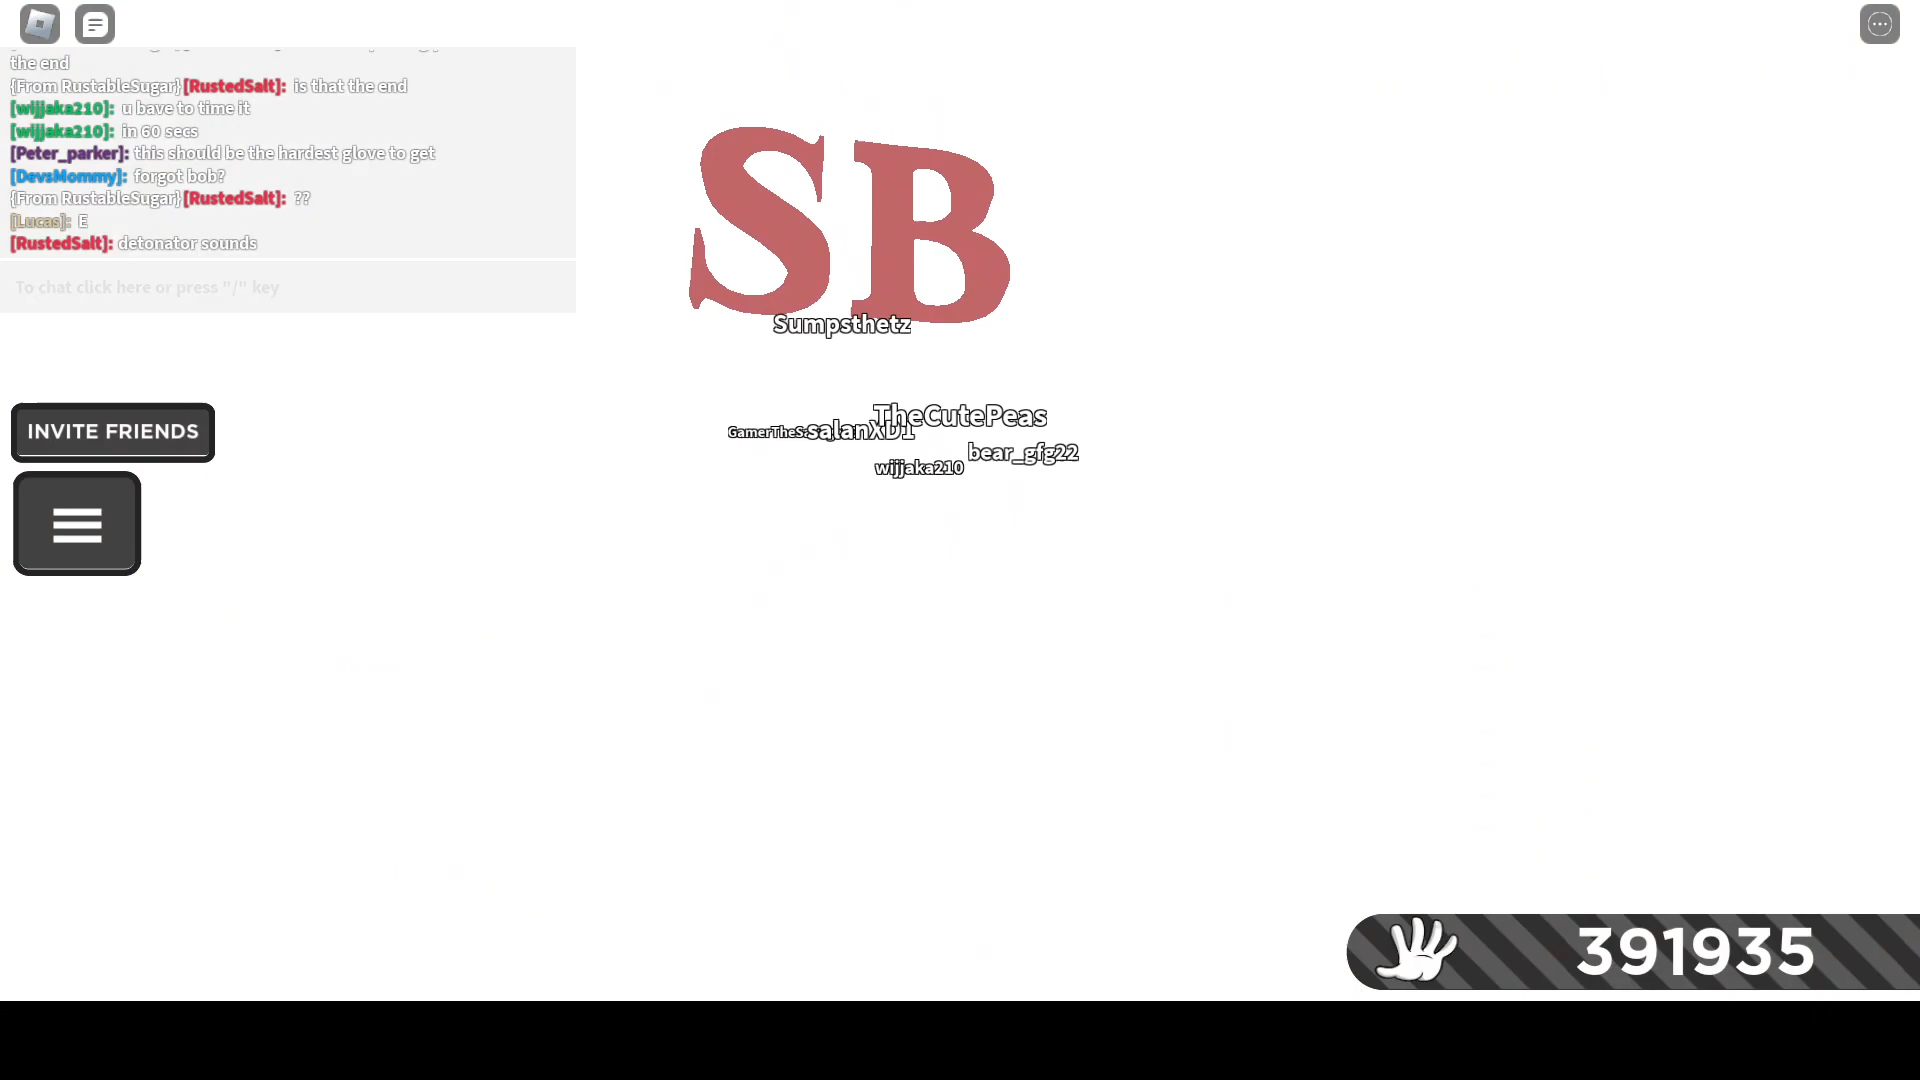 the end
{From RustableSugar}[RustedSalt]: is that the end
[wijjaka210]: u bave to time it
[wijjaka210]: in 60 secs
[Peter_parker]: this should be the hardest glove to get
[DevsMommy]: forgot bob?
{From RustableSugar}[RustedSalt]: ??
[Lucas]: E
[RustedSalt]: detonator sounds
To chat click here or press "/" key
SB
Sumpsthetz
TheCutePeas
salanXD1
bear_gfg22
wijjaka210
INVITE FRIENDS
391935